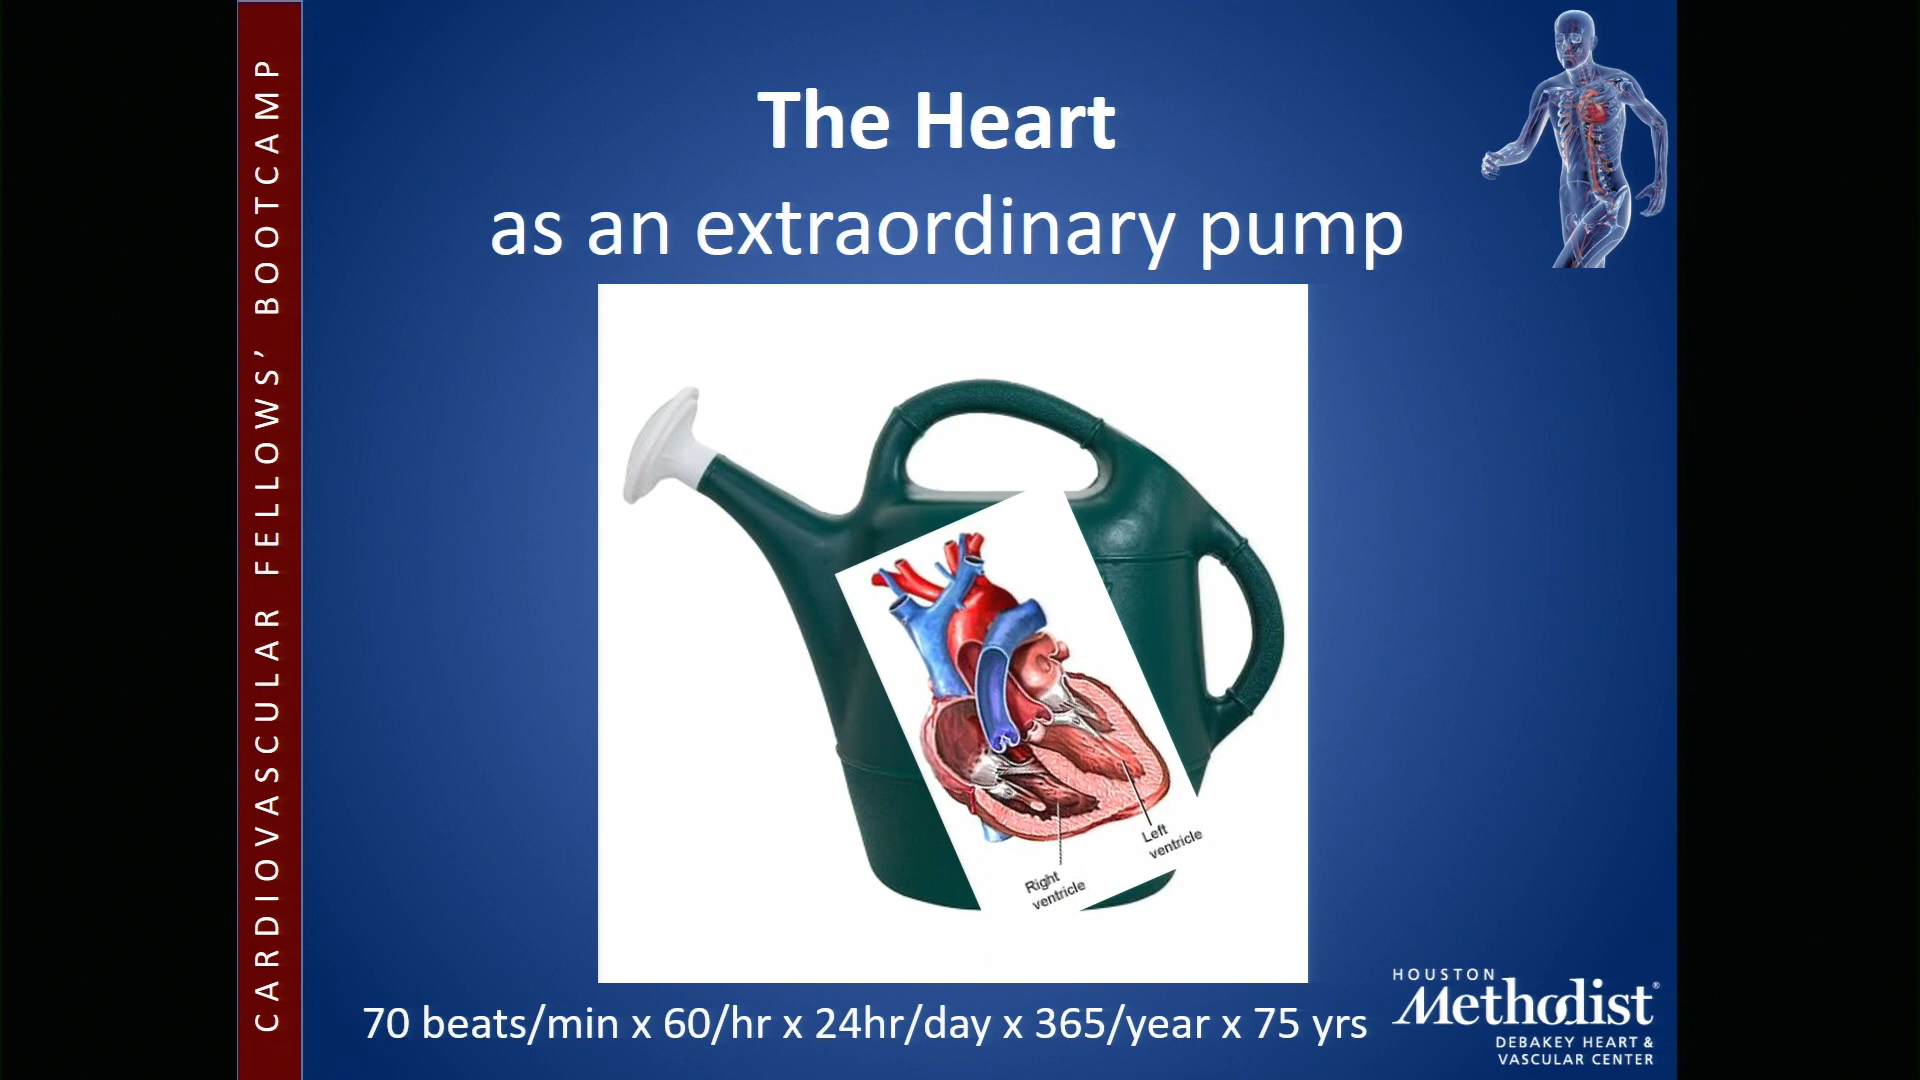 CARDIOVASCULAR FELLOWS’ BOOTCAMP
The Heart
as an extraordinary pump
Left
ventricle
Right
ventricle
70 beats/min x 60/hr x 24hr/day x 365/year x 75 yrs
HOUSTON
Methodist®
DEBAKEY HEART &
VASCULAR CENTER